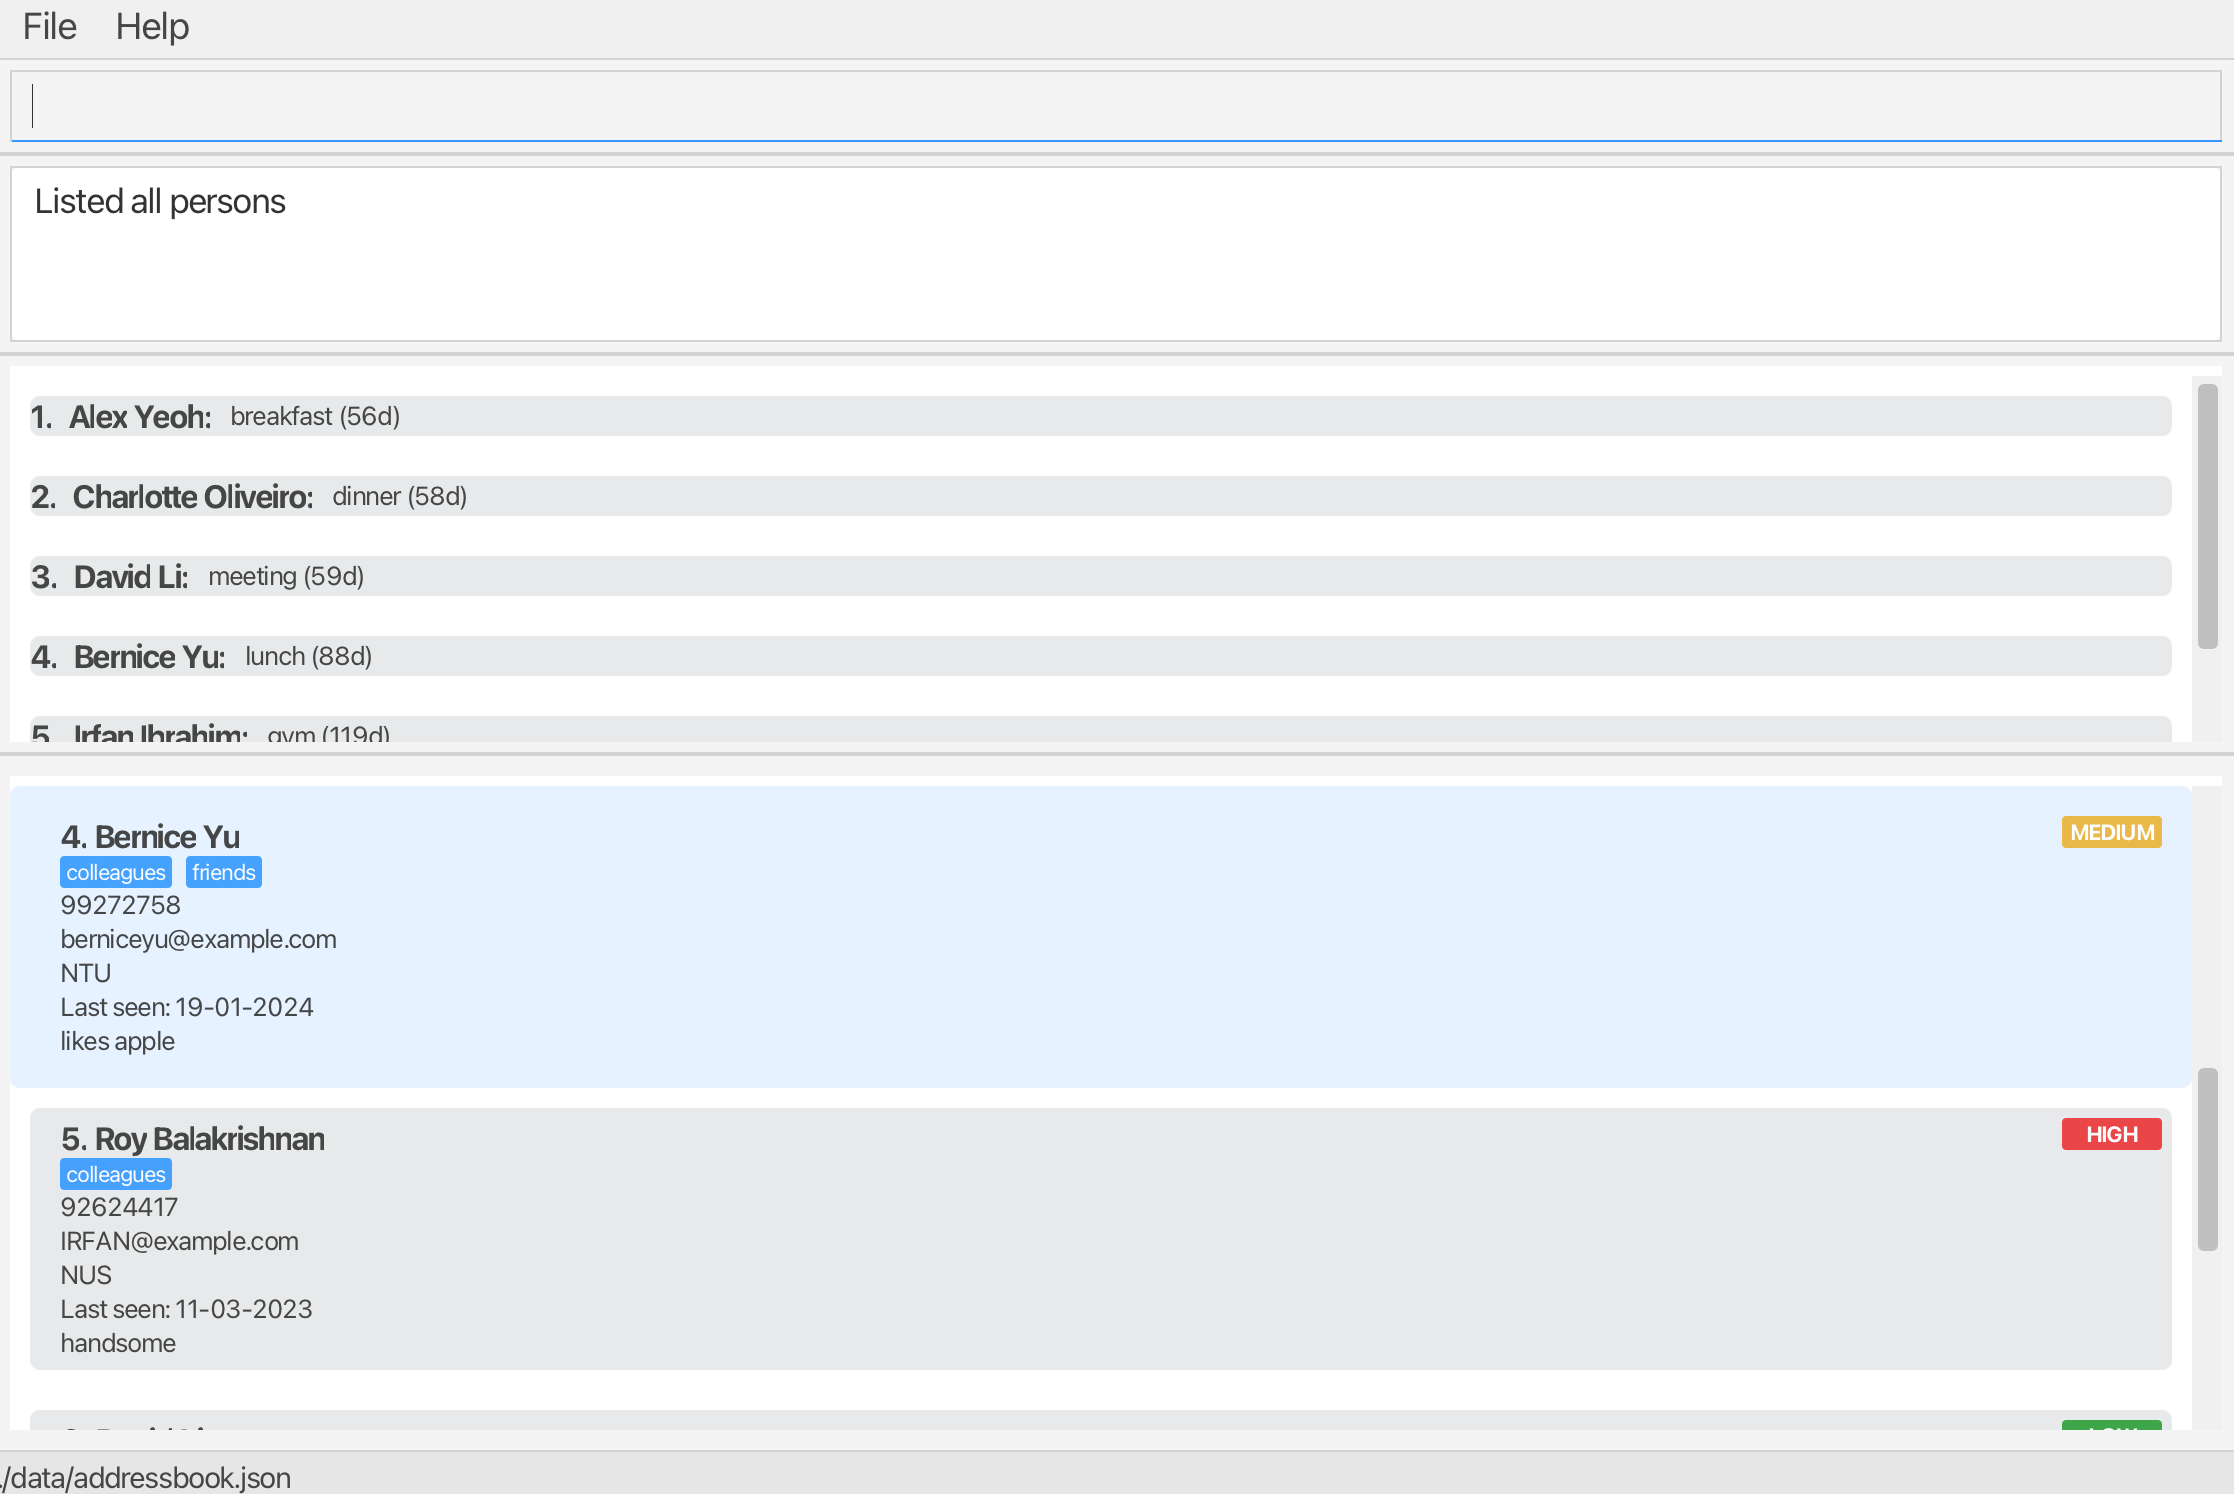 File Help
Listed all persons
1. Alex Yeoh: breakfast (56d)
2. Charlotte Oliveiro: dinner (58d)
3. David Li: meeting (59d)
4. Bernice Yu: lunch (88d)
5. Irfan Ibrahim: gym (119d)
4. Bernice Yu MEDIUM
colleagues friends
99272758
berniceyu@example.com
NTU
Last seen: 19-01-2024
likes apple
5. Roy Balakrishnan HIGH
colleagues
92624417
IRFAN@example.com
NUS
Last seen: 11-03-2023
handsome
./data/addressbook.json